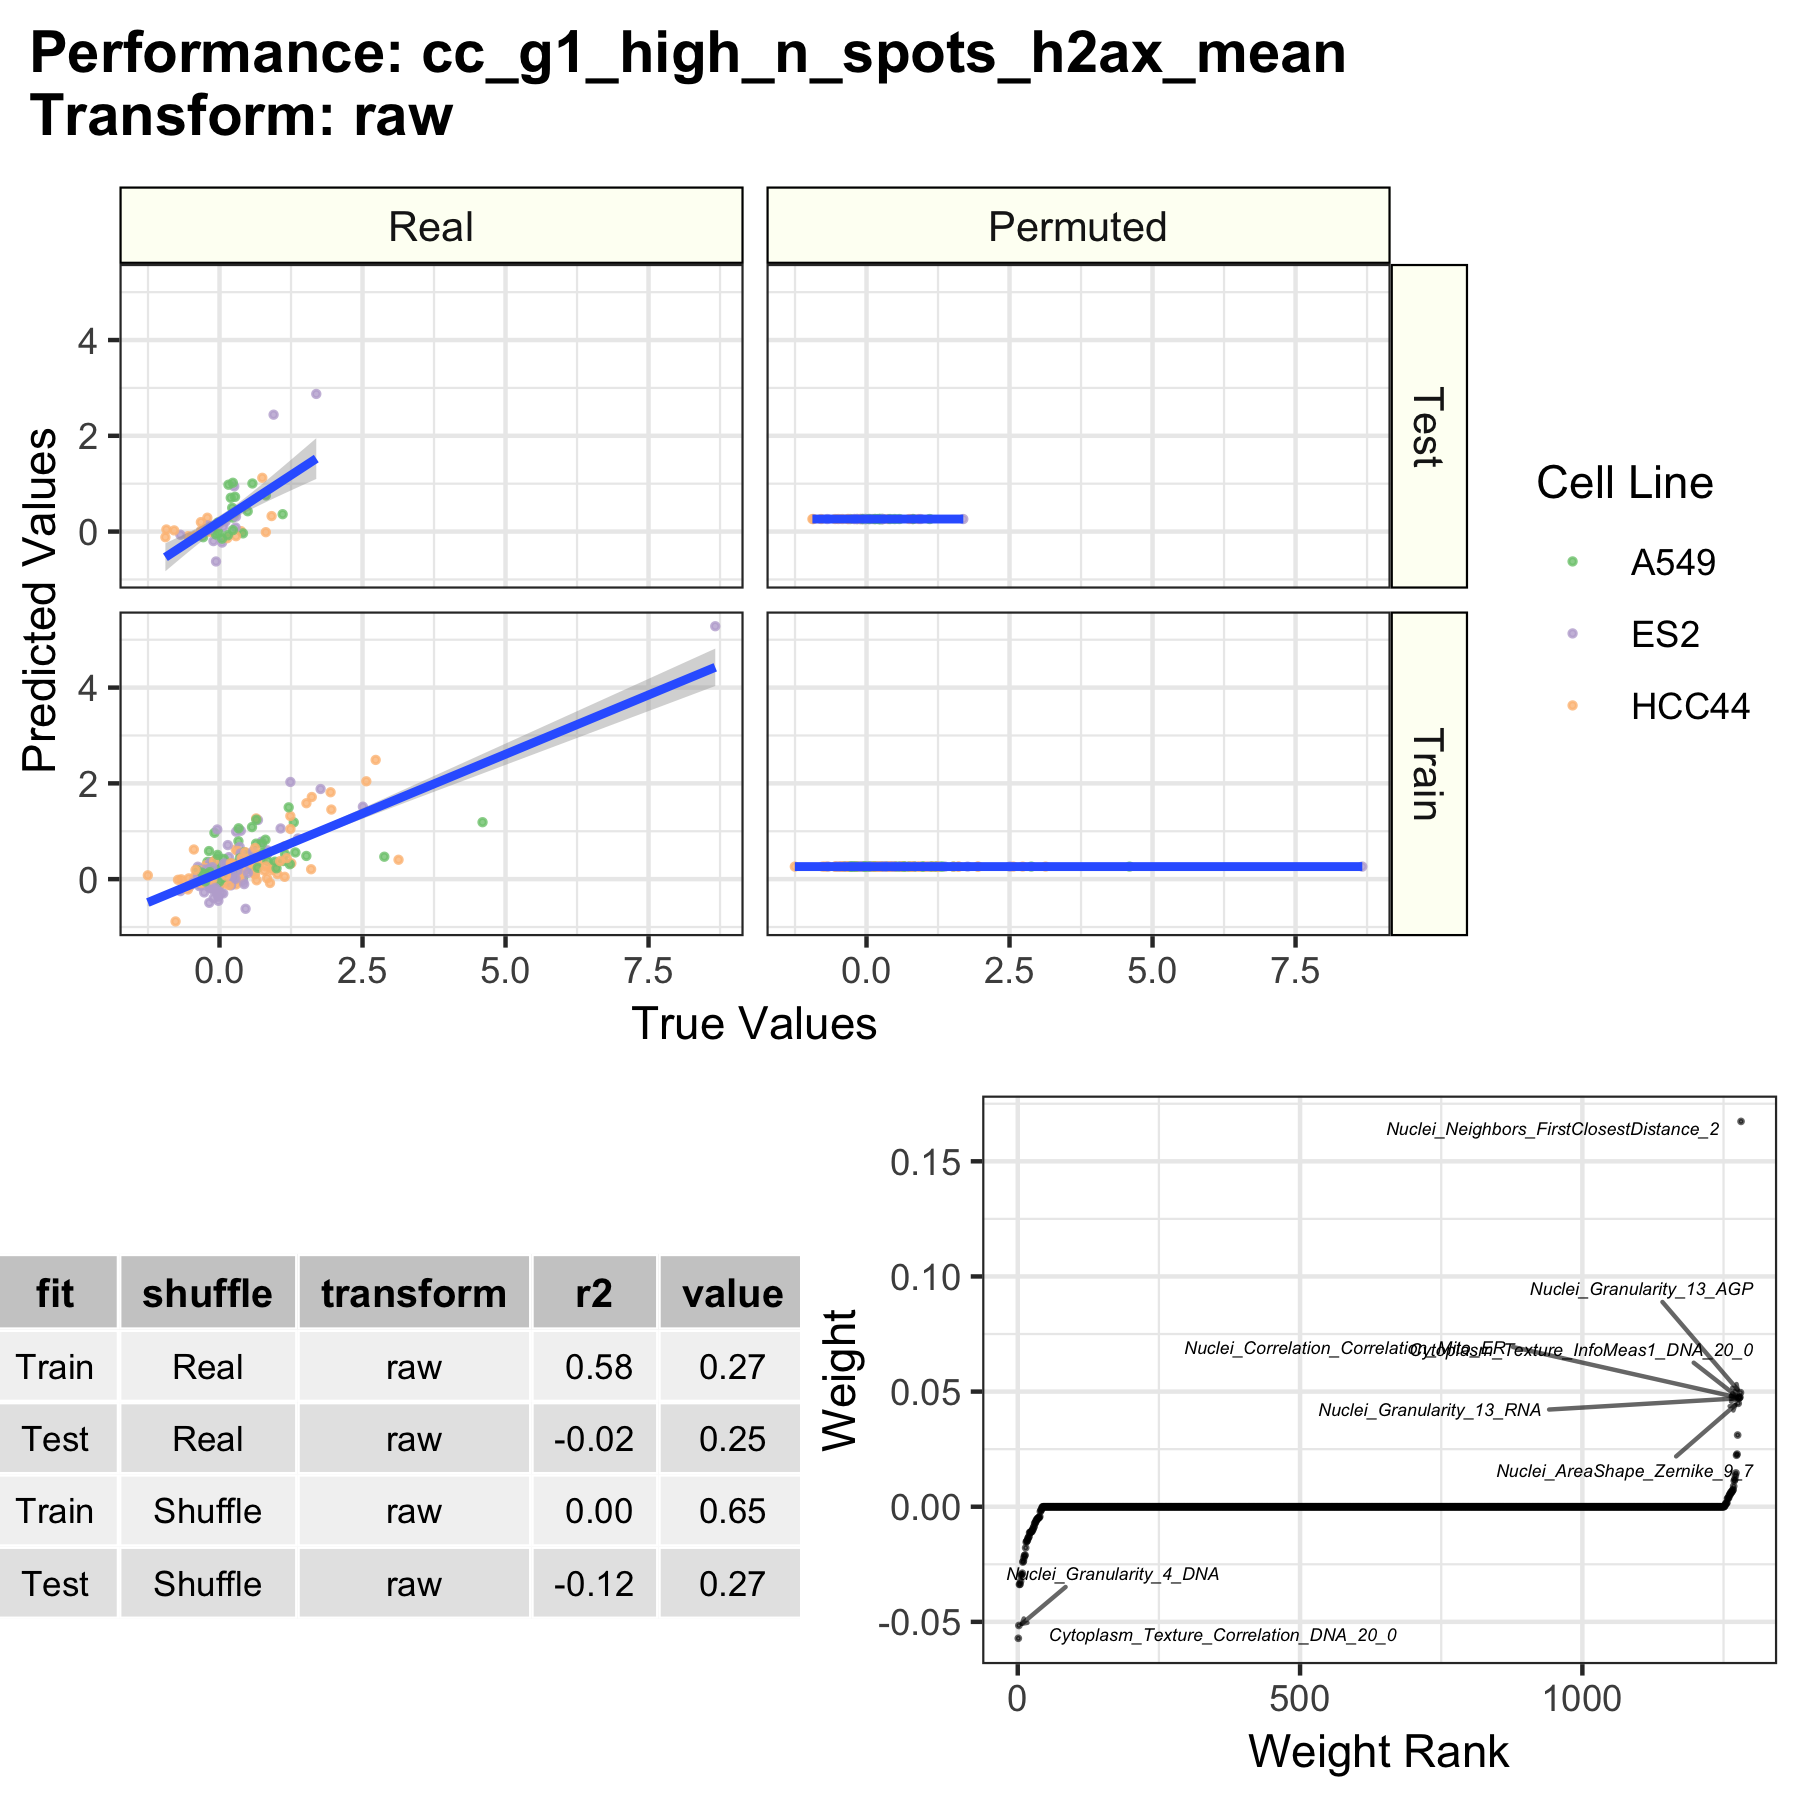 Performance: cc_g1_high_n_spots_h2ax_mean
Transform: raw
Real
Permuted
4
2
0
Test
4
2
0
Train
Predicted Values
0.0
2.5
5.0
7.5
0.0
2.5
5.0
7.5
True Values
Cell Line
A549
ES2
HCC44
fit shuffle transform r2 value
Train Real raw 0.58 0.27
Test Real raw -0.02 0.25
Train Shuffle raw 0.00 0.65
Test Shuffle raw -0.12 0.27
Weight
0.15
0.10
0.05
0.00
-0.05
Nuclei_Neighbors_FirstClosestDistance_2
Nuclei_Granularity_13_AGP
Nuclei_Correlation_Correlation_Mito_ER
Cytoplasm_Texture_InfoMeas1_DNA_20_0
Nuclei_Granularity_13_RNA
Nuclei_AreaShape_Zernike_9_7
Nuclei_Granularity_4_DNA
Cytoplasm_Texture_Correlation_DNA_20_0
0
500
1000
Weight Rank